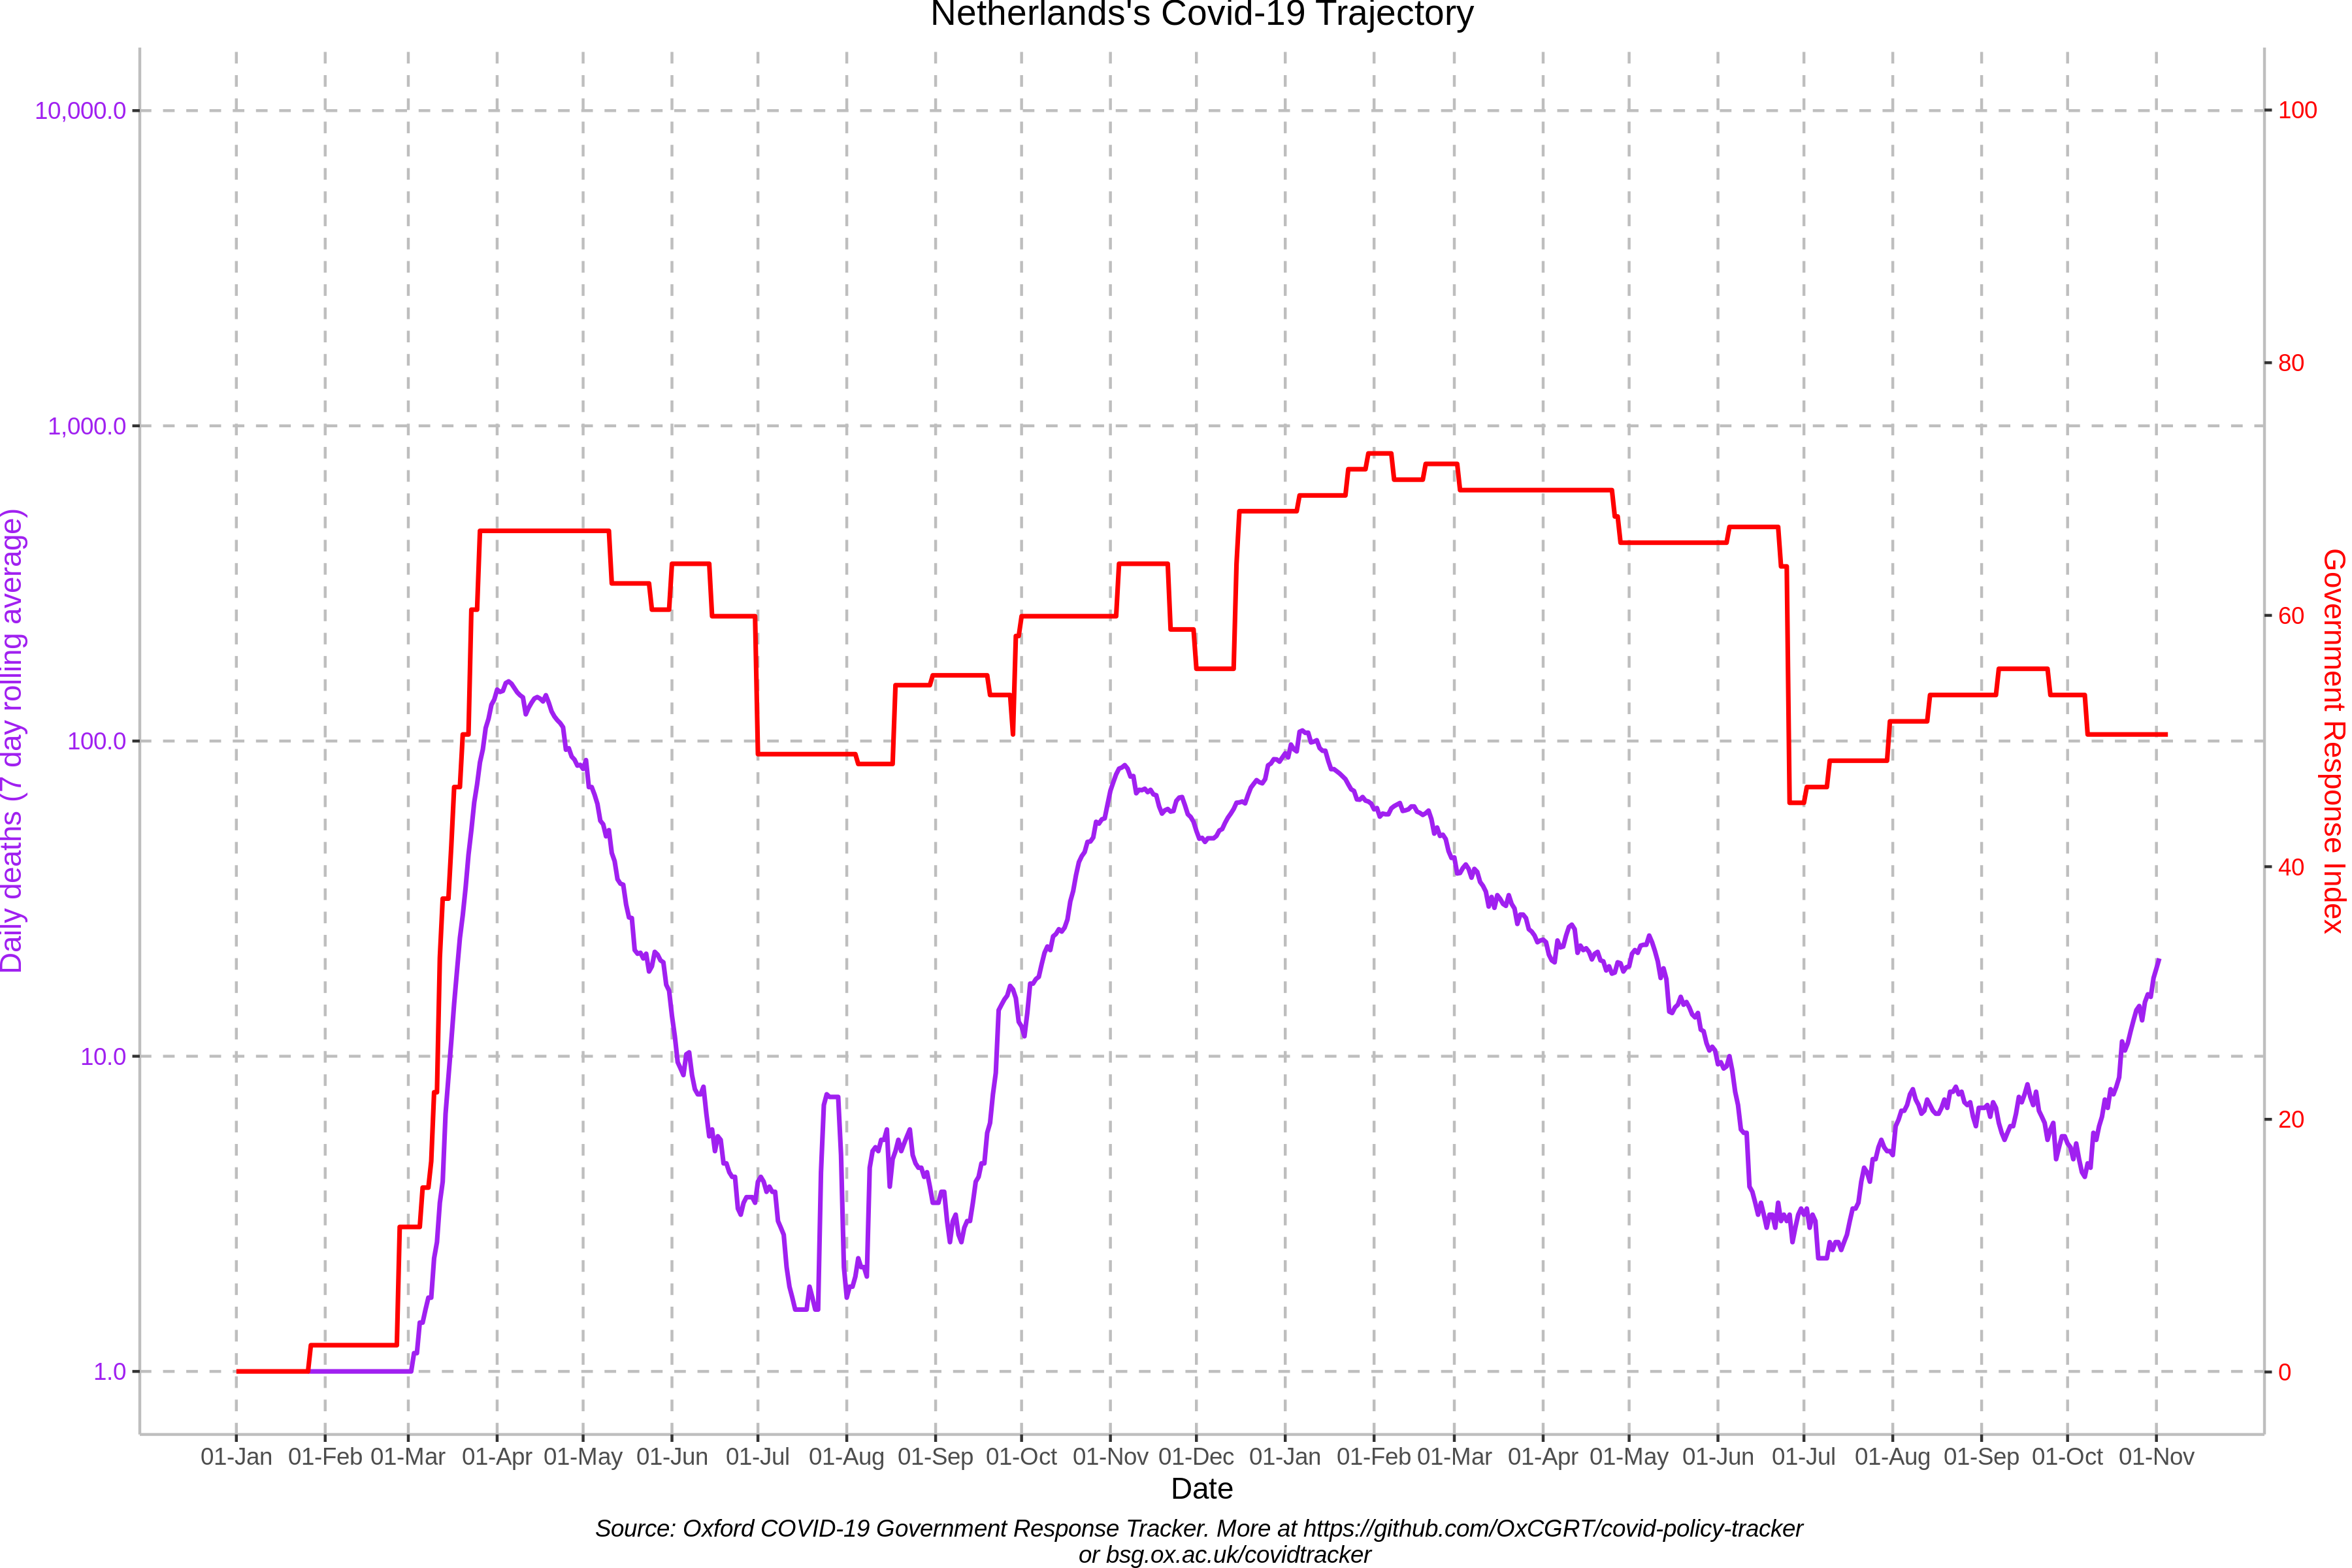 Netherlands's Covid-19 Trajectory
10,000.0
1,000.0
100.0
10.0
1.0
Daily deaths (7 day rolling average)
100
80
60
40
20
0
Government Response Index
01-Jan 01-Feb 01-Mar 01-Apr 01-May 01-Jun 01-Jul 01-Aug 01-Sep 01-Oct 01-Nov 01-Dec 01-Jan 01-Feb 01-Mar 01-Apr 01-May 01-Jun 01-Jul 01-Aug 01-Sep 01-Oct 01-Nov
Date
Source: Oxford COVID-19 Government Response Tracker. More at https://github.com/OxCGRT/covid-policy-tracker
or bsg.ox.ac.uk/covidtracker